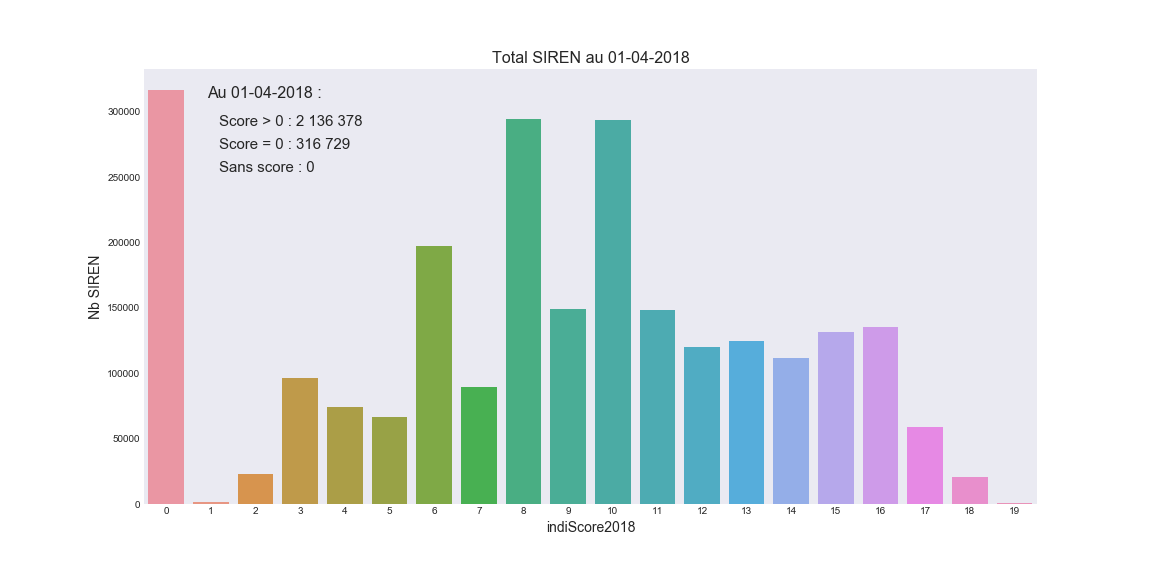 Total SIREN au 01-04-2018
Au 01-04-2018 :
Score > 0 : 2 136 378
Score = 0 : 316 729
Sans score : 0
Nb SIREN
300000
250000
200000
150000
100000
50000
0
0 1 2 3 4 5 6 7 8 9 10 11 12 13 14 15 16 17 18 19
indiScore2018